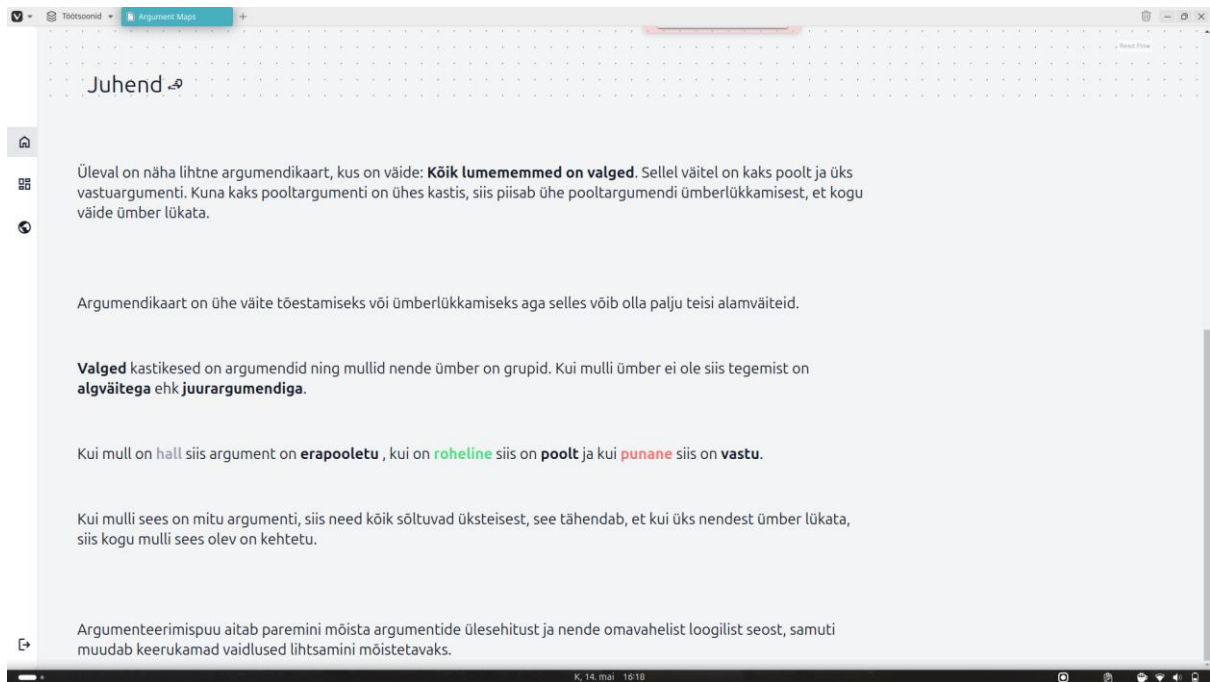 Töötsoonid
Argument Maps
React Flow
Juhend
Üleval on näha lihtne argumendikaart, kus on väide: Kõik lumememmed on valged. Sellel väitel on kaks poolt ja üks
vastuargumenti. Kuna kaks pooltargumenti on ühes kastis, siis piisab ühe pooltargumendi ümberlükkamisest, et kogu
väide ümber lükata.
Argumendikaart on ühe väite tõestamiseks või ümberlükkamiseks aga selles võib olla palju teisi alamväiteid.
Valged kastikesed on argumendid ning mullid nende ümber on grupid. Kui mulli ümber ei ole siis tegemist on
algväitega ehk juurargumendiga.
Kui mull on hall siis argument on erapooletu , kui on roheline siis on poolt ja kui punane siis on vastu.
Kui mulli sees on mitu argumenti, siis need kõik sõltuvad üksteisest, see tähendab, et kui üks nendest ümber lükata,
siis kogu mulli sees olev on kehtetu.
Argumenteerimispuu aitab paremini mõista argumentide ülesehitust ja nende omavahelist loogilist seost, samuti
muudab keerukamad vaidlused lihtsamini mõistetavaks.
K, 14. mai 16:18